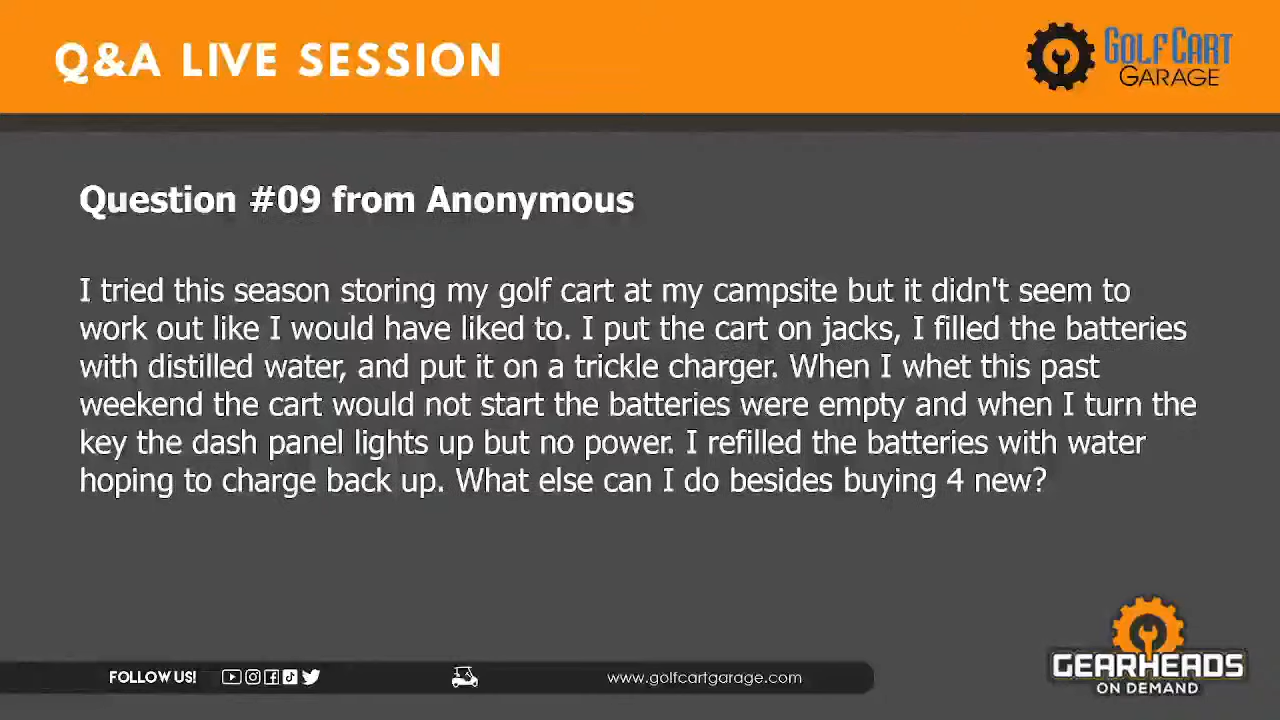 Q&A LIVE SESSION
GOLF CART
GARAGE
Question #09 from Anonymous
I tried this season storing my golf cart at my campsite but it didn't seem to
work out like I would have liked to. I put the cart on jacks, I filled the batteries
with distilled water, and put it on a trickle charger. When I whet this past
weekend the cart would not start the batteries were empty and when I turn the
key the dash panel lights up but no power. I refilled the batteries with water
hoping to charge back up. What else can I do besides buying 4 new?
FOLLOW US!
www.golfcartgarage.com
GEARHEADS
ON DEMAND